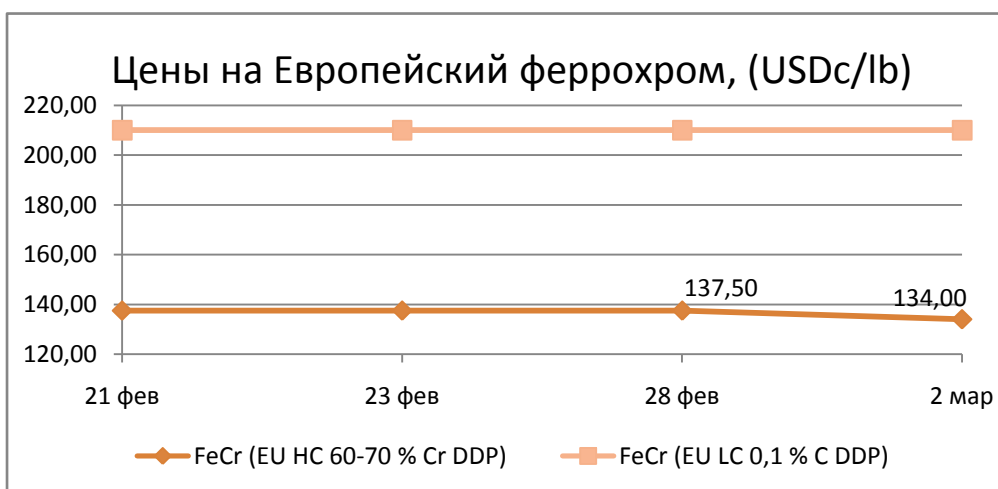 Цены на Европейский феррохром, (USDc/lb)
220,00
200,00
180,00
160,00
140,00
120,00
137,50
134,00
21 фев
23 фев
28 фев
2 мар
FeCr (EU HC 60-70 % Cr DDP)
FeCr (EU LC 0,1 % C DDP)